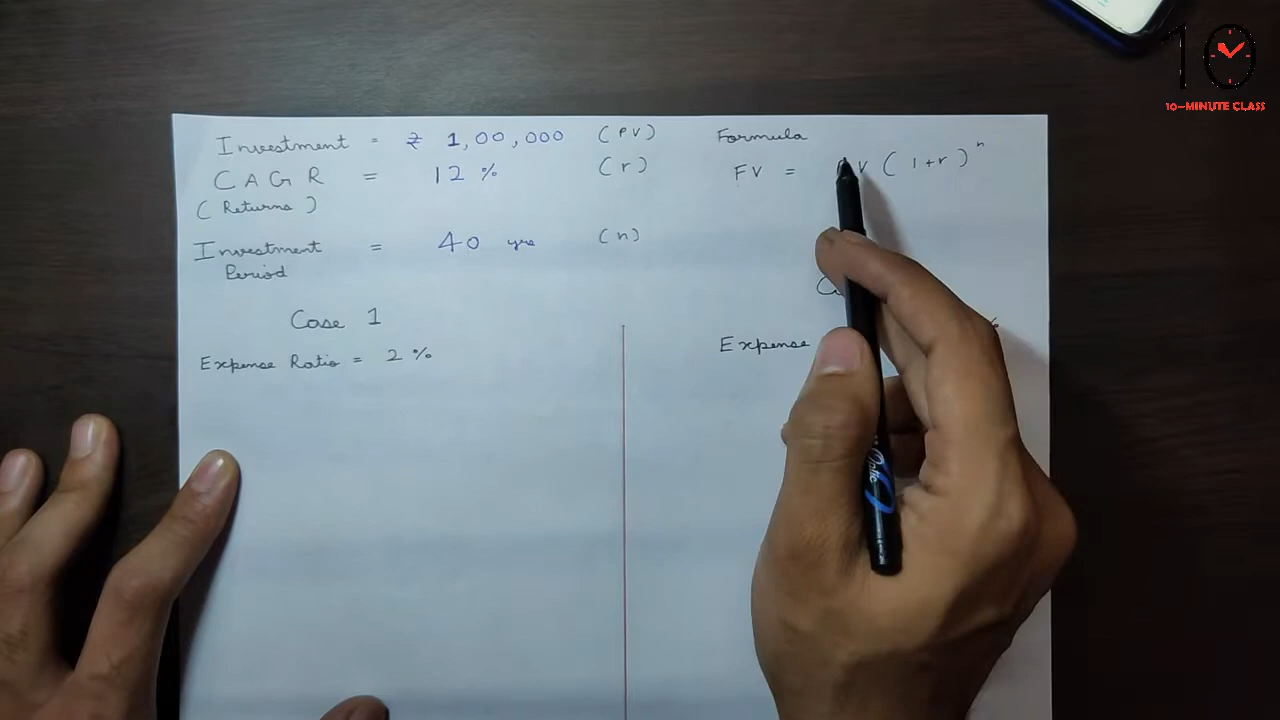 10
10-MINUTE CLASS
Investment = ₹ 1,00,000 (PV)
CAGR = 12 % (r)
(Returns)
Investment = 40 yrs (n)
Period
Formula
FV = PV (1+r)ⁿ
Case 1
Expense Ratio = 2 %
Expense %